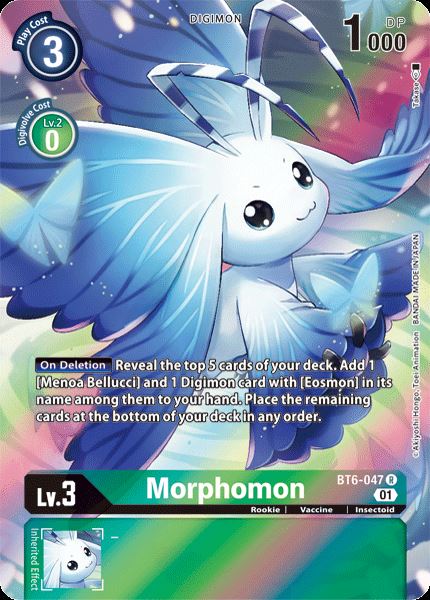 DIGIMON
Play Cost
3
DP
1000
Digivolve Cost
Lv.2
0
Takase
©Akiyoshi Hongo, Toei Animation BANDAI MADE IN JAPAN
On Deletion Reveal the top 5 cards of your deck. Add 1
[Menoa Bellucci] and 1 Digimon card with [Eosmon] in its
name among them to your hand. Place the remaining
cards at the bottom of your deck in any order.
Lv.3
Morphomon
BT6-047 R
01
Rookie | Vaccine | Insectoid
Inherited Effect
-